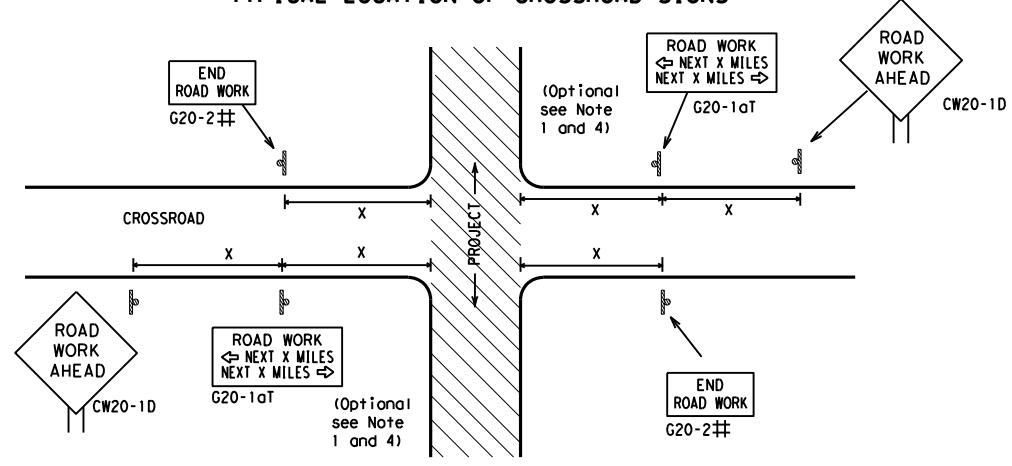 TYPICAL LOCATION OF CROSSROAD SIGNS
END
ROAD WORK
G20-2⌗
(Optional
see Note
1 and 4)
ROAD WORK
⇦ NEXT X MILES
NEXT X MILES ⇨
G20-1aT
ROAD
WORK
AHEAD
CW20-1D
X
X
X
CROSSROAD
PROJECT
X
X
X
ROAD
WORK
AHEAD
CW20-1D
ROAD WORK
⇦ NEXT X MILES
NEXT X MILES ⇨
G20-1aT
(Optional
see Note
1 and 4)
END
ROAD WORK
G20-2⌗